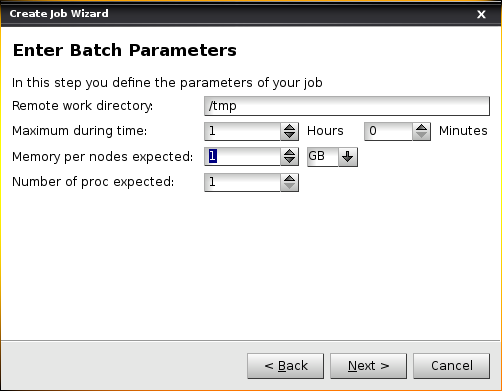 Create Job Wizard X
Enter Batch Parameters
In this step you define the parameters of your job
Remote work directory: /tmp
Maximum during time: 1 Hours 0 Minutes
Memory per nodes expected: 1 GB
Number of proc expected: 1
< Back Next > Cancel